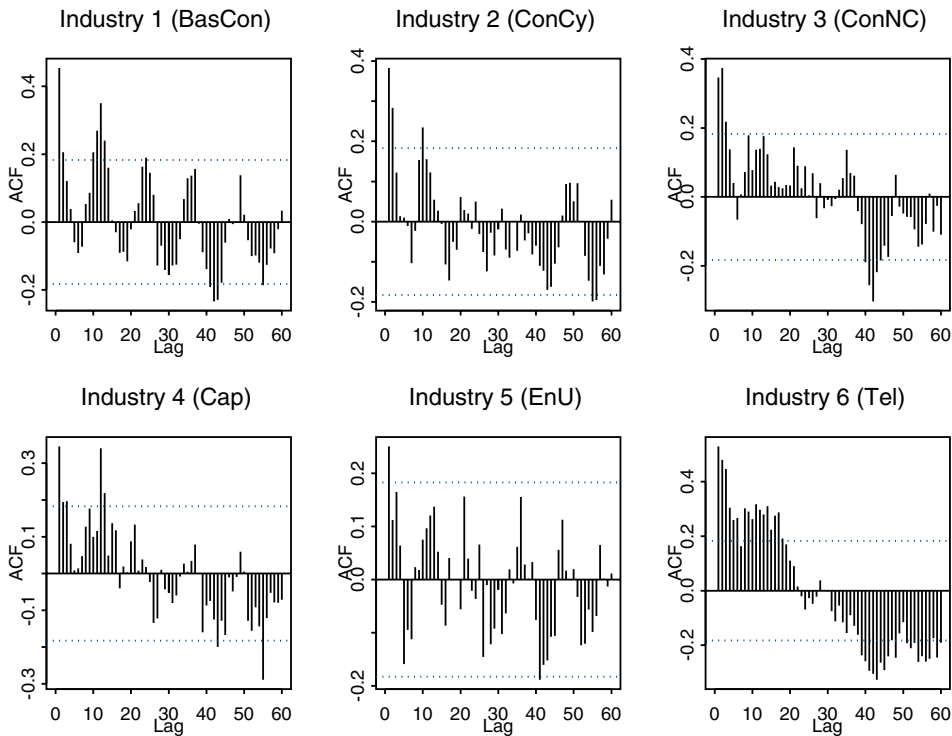 Industry 1 (BasCon)
ACF
-0.2 0.0 0.2 0.4
0 10 20 30 40 50 60
Lag
Industry 2 (ConCy)
ACF
-0.2 0.0 0.2 0.4
0 10 20 30 40 50 60
Lag
Industry 3 (ConNC)
ACF
-0.2 0.0 0.2 0.4
0 10 20 30 40 50 60
Lag
Industry 4 (Cap)
ACF
-0.3 -0.1 0.1 0.3
0 10 20 30 40 50 60
Lag
Industry 5 (EnU)
ACF
-0.2 0.0 0.1 0.2
0 10 20 30 40 50 60
Lag
Industry 6 (Tel)
ACF
-0.2 0.0 0.2 0.4
0 10 20 30 40 50 60
Lag